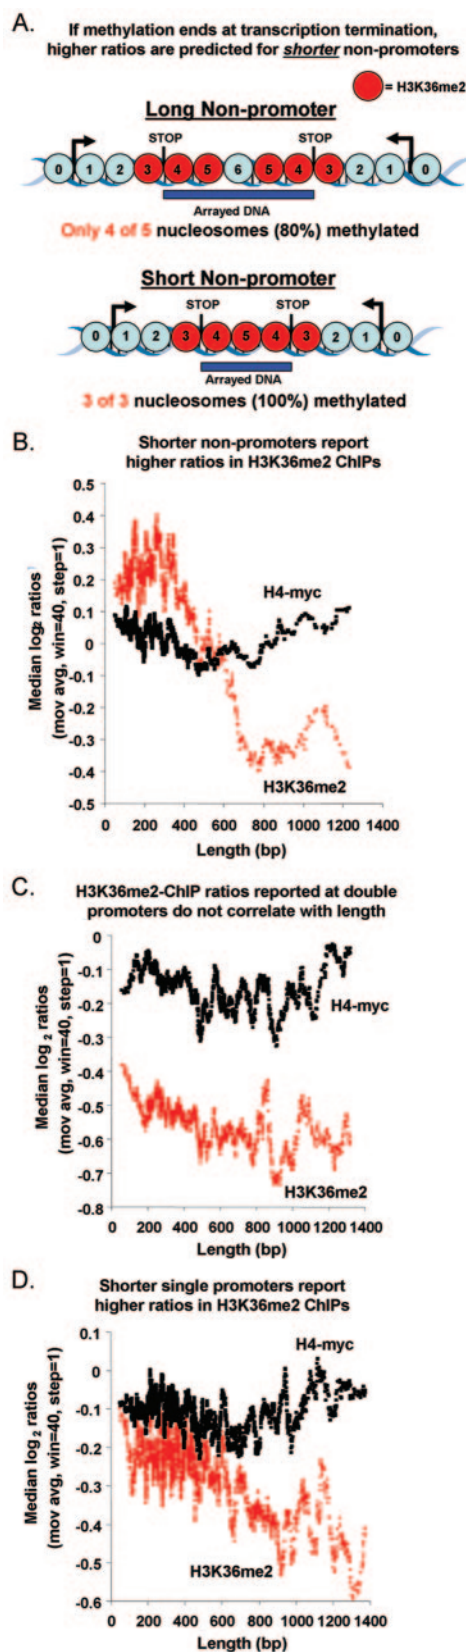 A.
If methylation ends at transcription termination,
higher ratios are predicted for shorter non-promoters
= H3K36me2
Long Non-promoter
STOP STOP
0 1 2 3 4 5 6 5 4 3 2 1 0
Arrayed DNA
Only 4 of 5 nucleosomes (80%) methylated
Short Non-promoter
STOP STOP
0 1 2 3 4 5 4 3 2 1 0
Arrayed DNA
3 of 3 nucleosomes (100%) methylated
B.
Shorter non-promoters report
higher ratios in H3K36me2 ChIPs
Median log2 ratios
(mov avg, win=40, step=1)
0.5
0.4
0.3
0.2
0.1
0
-0.1
-0.2
-0.3
-0.4
-0.5
H4-myc
H3K36me2
0 200 400 600 800 1000 1200 1400
Length (bp)
C.
H3K36me2-ChIP ratios reported at double
promoters do not correlate with length
Median log 2 ratios
(mov avg, win=40, step=1)
0
-0.1
-0.2
-0.3
-0.4
-0.5
-0.6
-0.7
-0.8
H4-myc
H3K36me2
0 200 400 600 800 1000 1200 1400
Length (bp)
D.
Shorter single promoters report
higher ratios in H3K36me2 ChIPs
Median log 2 ratios
(mov avg, win=40, step=1)
0.1
0
-0.1
-0.2
-0.3
-0.4
-0.5
-0.6
H4-myc
H3K36me2
0 200 400 600 800 1000 1200 1400
Length (bp)